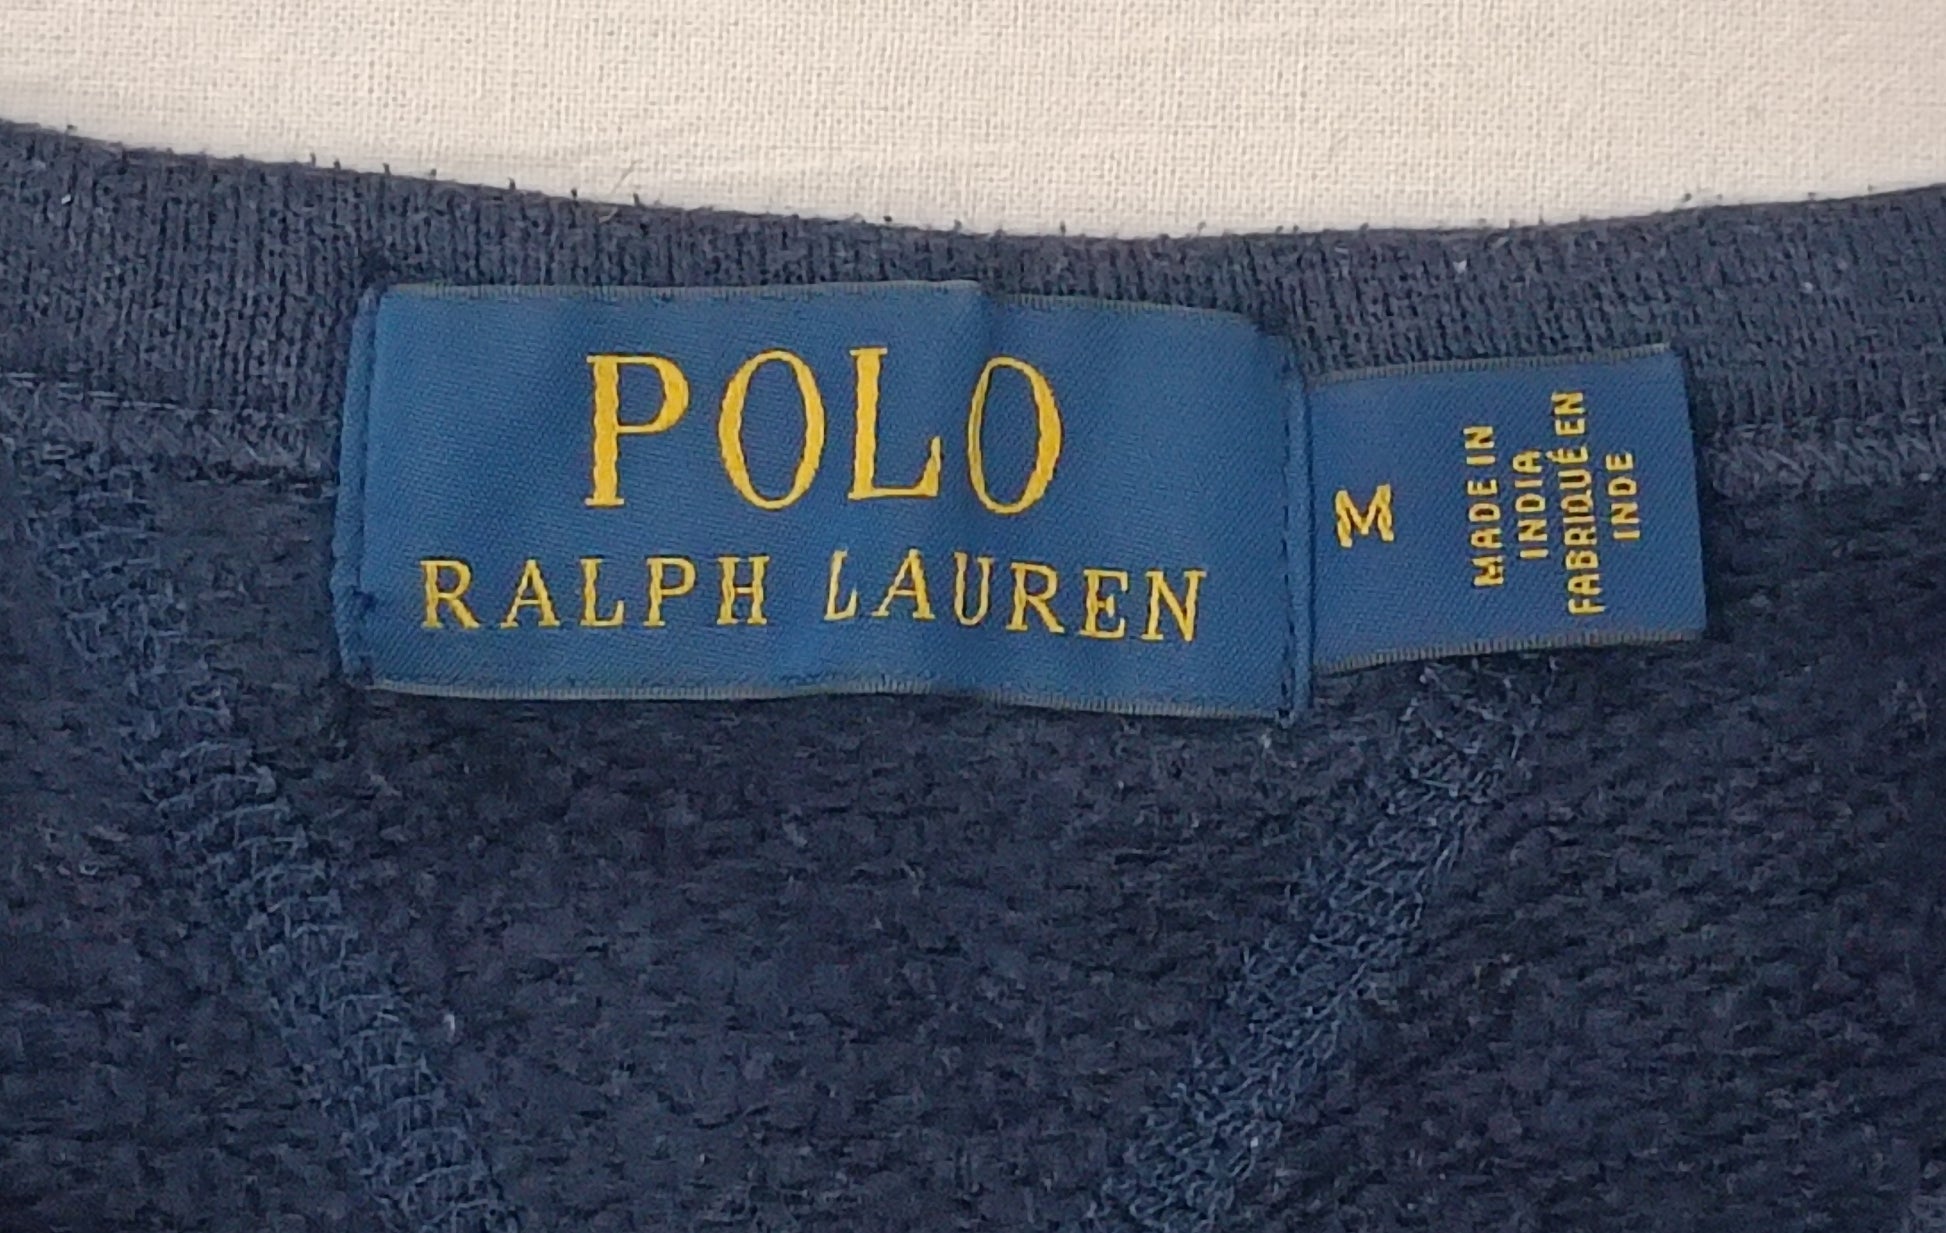 POLO
RALPH LAUREN
M
MADE IN
INDIA
FABRIQUÉ EN
INDE